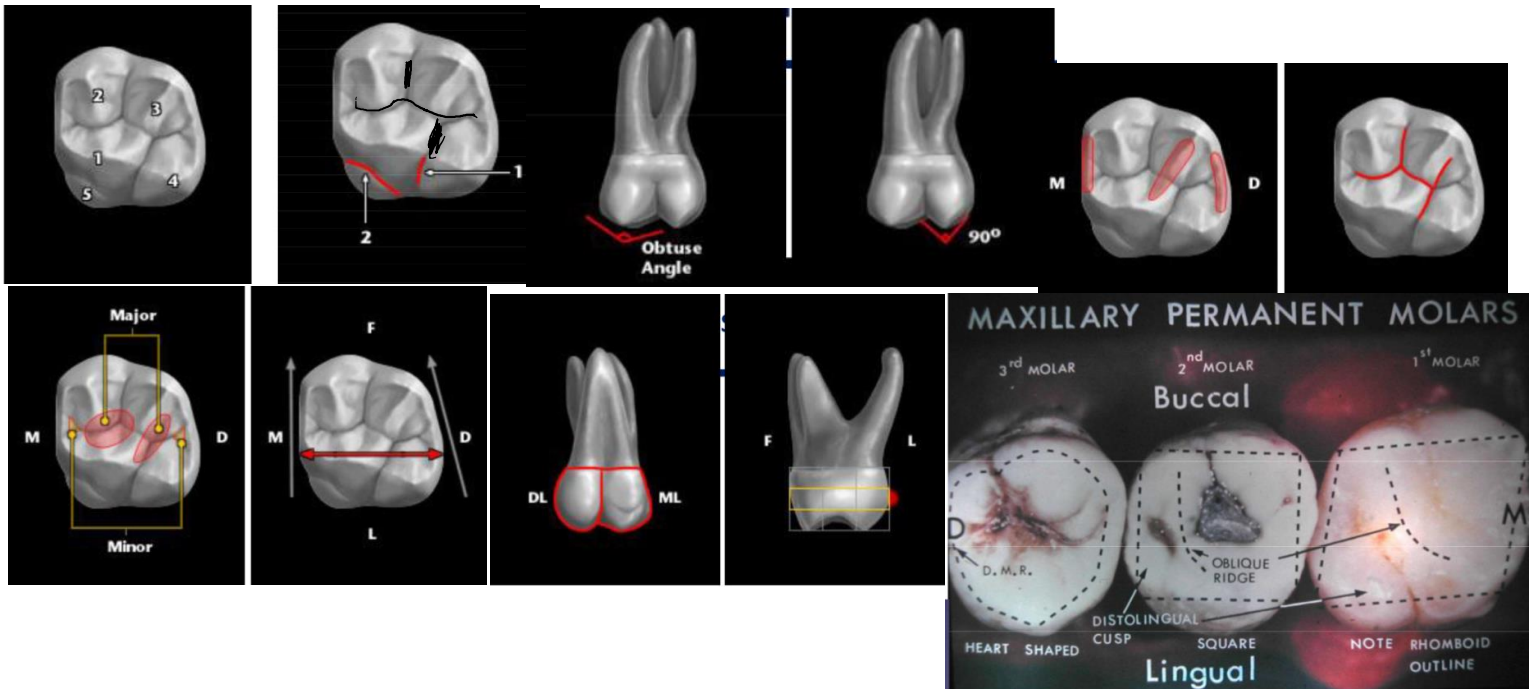 2
3
1
4
5
1
2
Obtuse
Angle
90º
M
D
Major
M
D
Minor
F
M
D
L
DL
ML
F
L
MAXILLARY PERMANENT MOLARS
3rd MOLAR
2nd MOLAR
1st MOLAR
Buccal
D
M
D.M.R.
OBLIQUE
RIDGE
DISTOLINGUAL
CUSP
HEART SHAPED
SQUARE
NOTE RHOMBOID
OUTLINE
Lingual